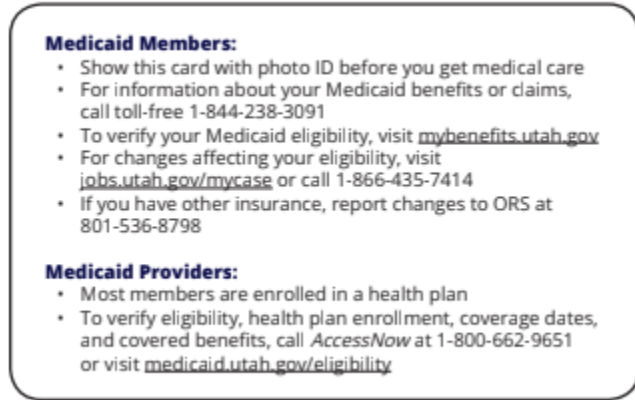 Medicaid Members:
• Show this card with photo ID before you get medical care
• For information about your Medicaid benefits or claims,
call toll-free 1-844-238-3091
• To verify your Medicaid eligibility, visit mybenefits.utah.gov
• For changes affecting your eligibility, visit
jobs.utah.gov/mycase or call 1-866-435-7414
• If you have other insurance, report changes to ORS at
801-536-8798
Medicaid Providers:
• Most members are enrolled in a health plan
• To verify eligibility, health plan enrollment, coverage dates,
and covered benefits, call AccessNow at 1-800-662-9651
or visit medicaid.utah.gov/eligibility